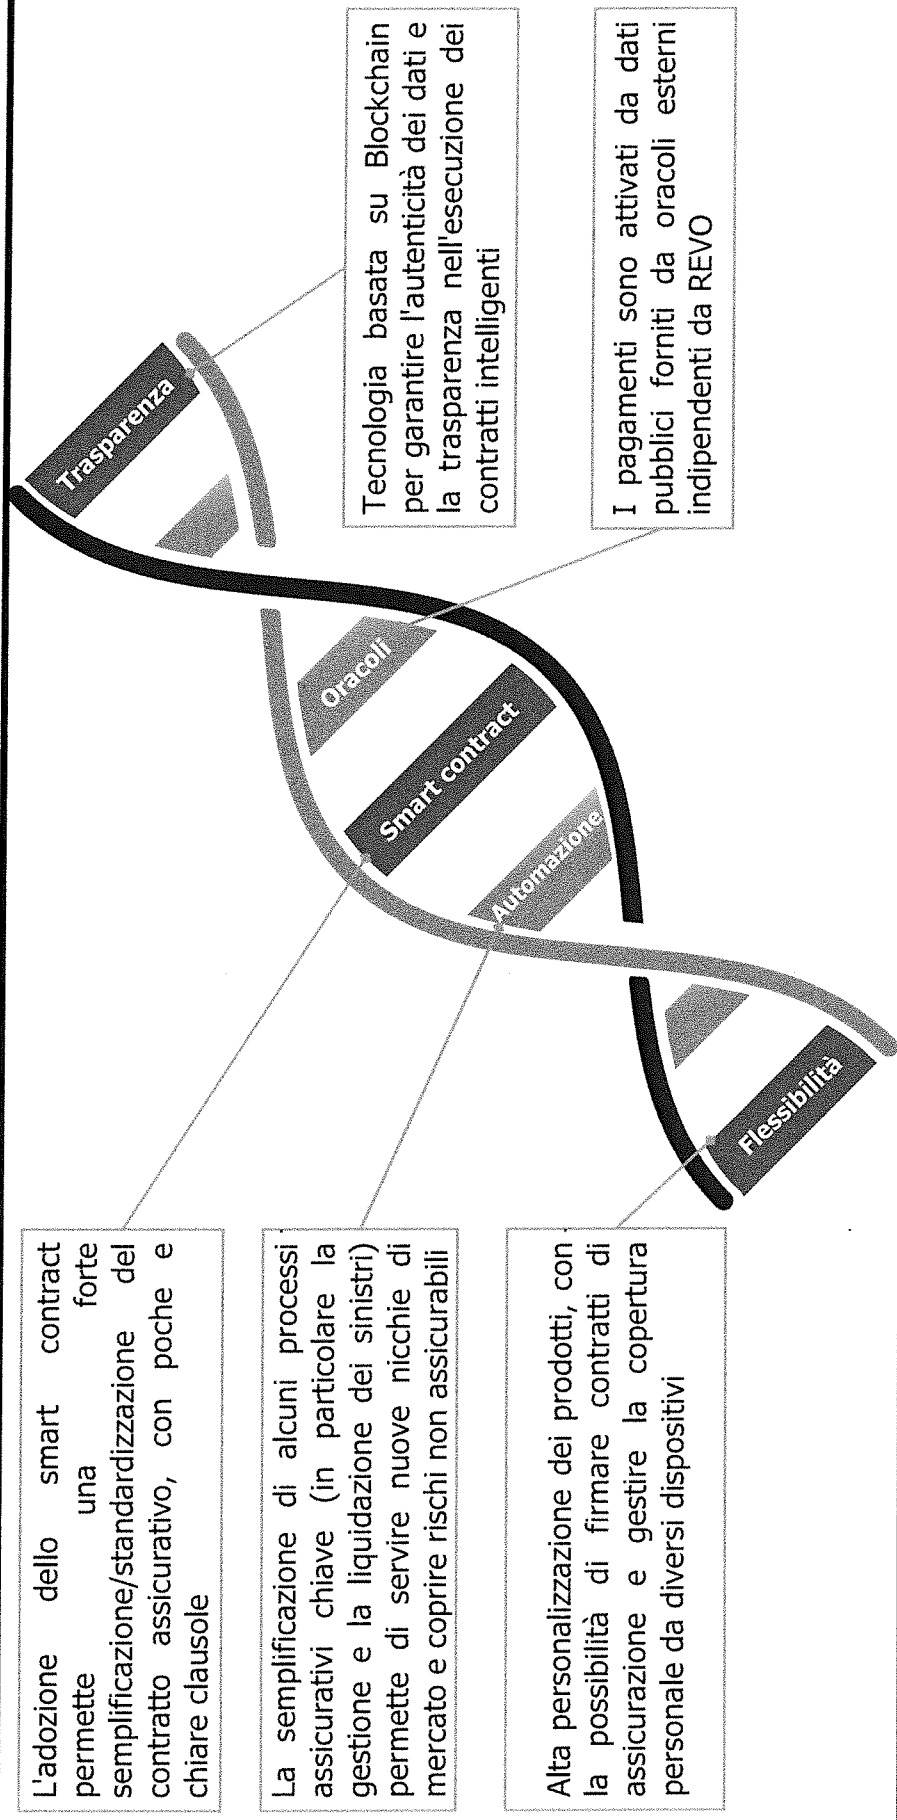 L'adozione dello smart contract
permette una forte
semplificazione/standardizzazione del
contratto assicurativo, con poche e
chiare clausole
La semplificazione di alcuni processi
assicurativi chiave (in particolare la
gestione e la liquidazione dei sinistri)
permette di servire nuove nicchie di
mercato e coprire rischi non assicurabili
Alta personalizzazione dei prodotti, con
la possibilità di firmare contratti di
assicurazione e gestire la copertura
personale da diversi dispositivi
Flessibilità
Automazione
Smart contract
Oracoli
Trasparenza
Tecnologia basata su Blockchain
per garantire l'autenticità dei dati e
la trasparenza nell'esecuzione dei
contratti intelligenti
I pagamenti sono attivati da dati
pubblici forniti da oracoli esterni
indipendenti da REVO